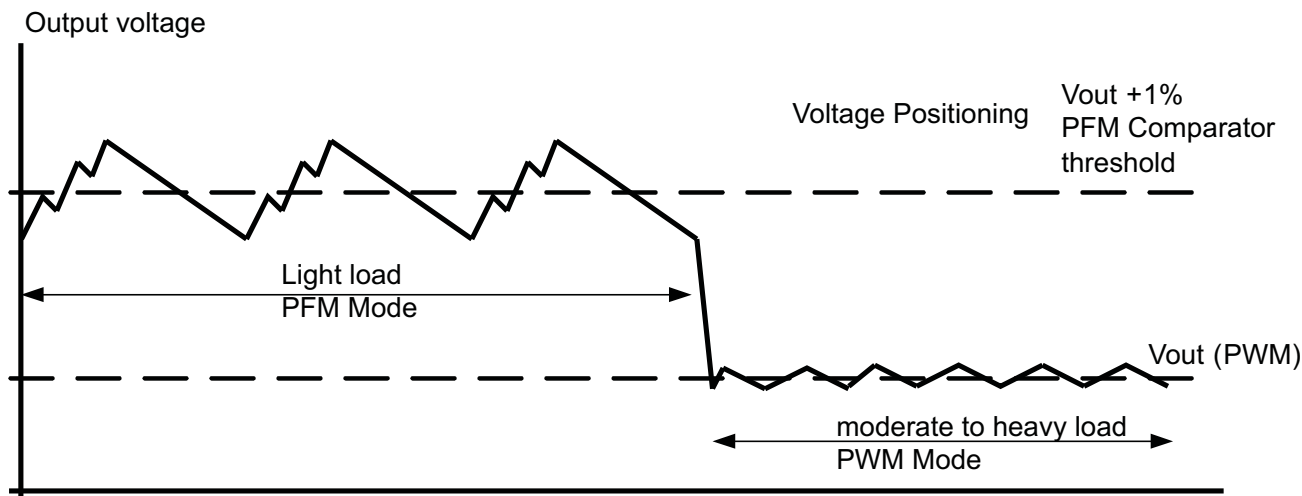 Output voltage
Voltage Positioning
Vout +1%
PFM Comparator
threshold
Light load
PFM Mode
Vout (PWM)
moderate to heavy load
PWM Mode